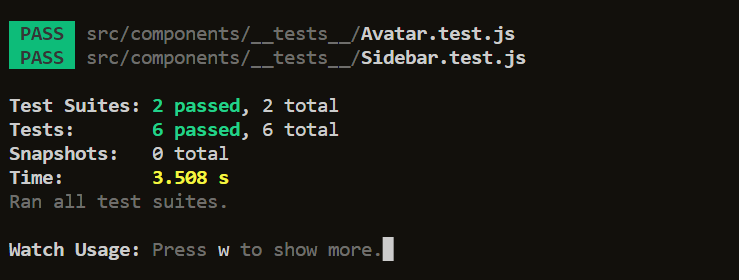 PASS src/components/__tests__/Avatar.test.js
PASS src/components/__tests__/Sidebar.test.js
Test Suites: 2 passed, 2 total
Tests: 6 passed, 6 total
Snapshots: 0 total
Time: 3.508 s
Ran all test suites.
Watch Usage: Press w to show more.